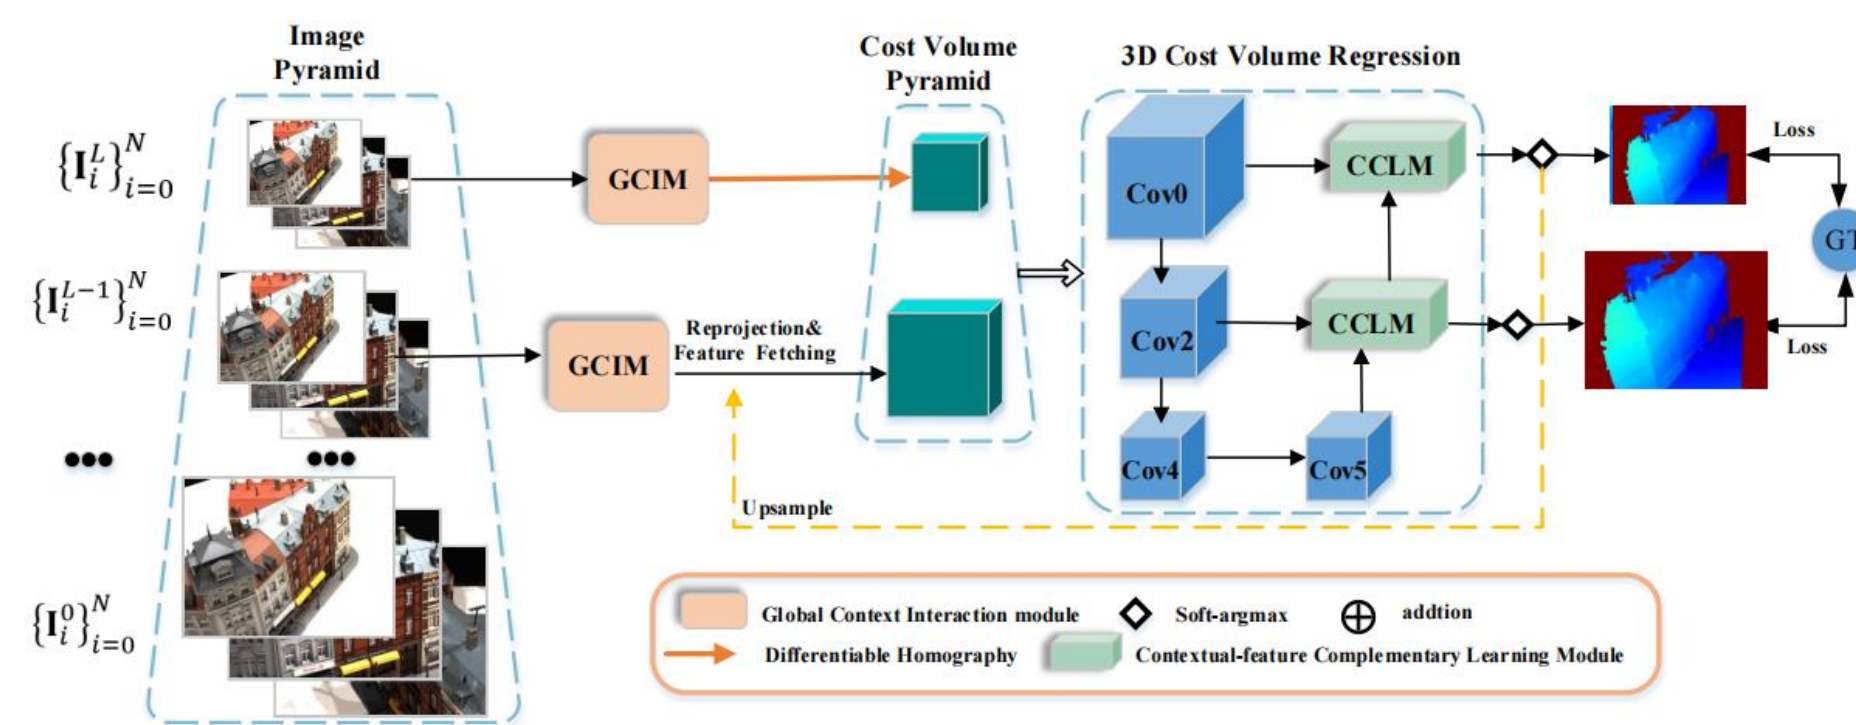 Image
Pyramid
Cost Volume
Pyramid
3D Cost Volume Regression
{I_i^L}_{i=0}^N
GCIM
Cov0
CCLM
Loss
GT
{I_i^{L-1}}_{i=0}^N
GCIM
Reprojection&
Feature Fetching
Cov2
CCLM
Loss
Cov4
Cov5
Upsample
{I_i^0}_{i=0}^N
Global Context Interaction module
Soft-argmax
addtion
Differentiable Homography
Contextual-feature Complementary Learning Module